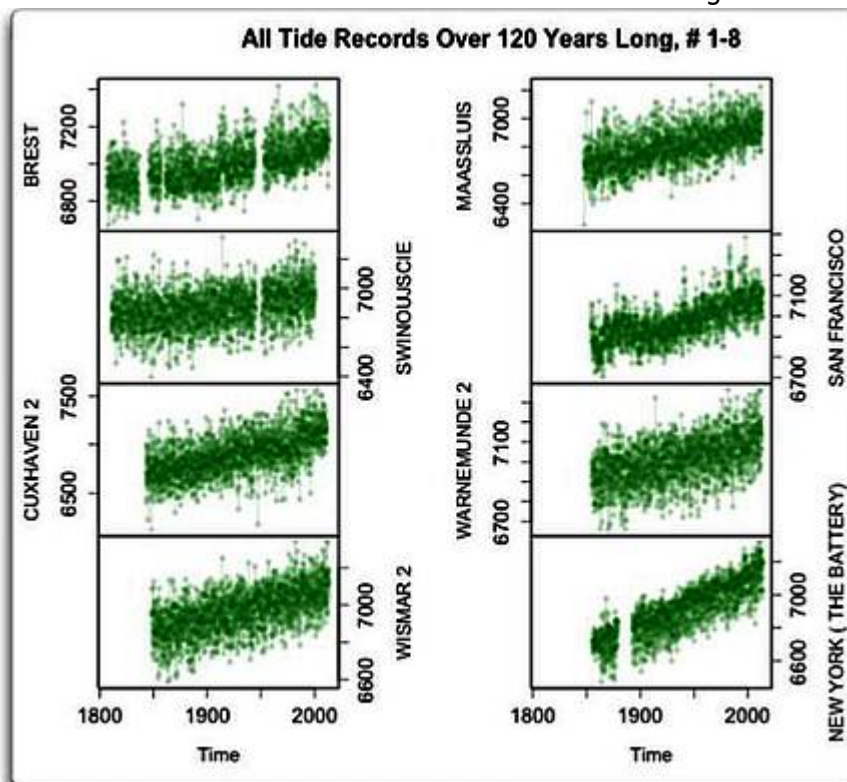 All Tide Records Over 120 Years Long, # 1-8
BREST
6800 7200
SWINOUJSCIE
6400 7000
CUXHAVEN 2
6500 7500
WISMAR 2
6600 7000
1800 1900 2000
Time
MAASSLUIS
6400 7000
SAN FRANCISCO
6700 7100
WARNEMUNDE 2
6700 7100
NEW YORK ( THE BATTERY)
6600 7000
1800 1900 2000
Time